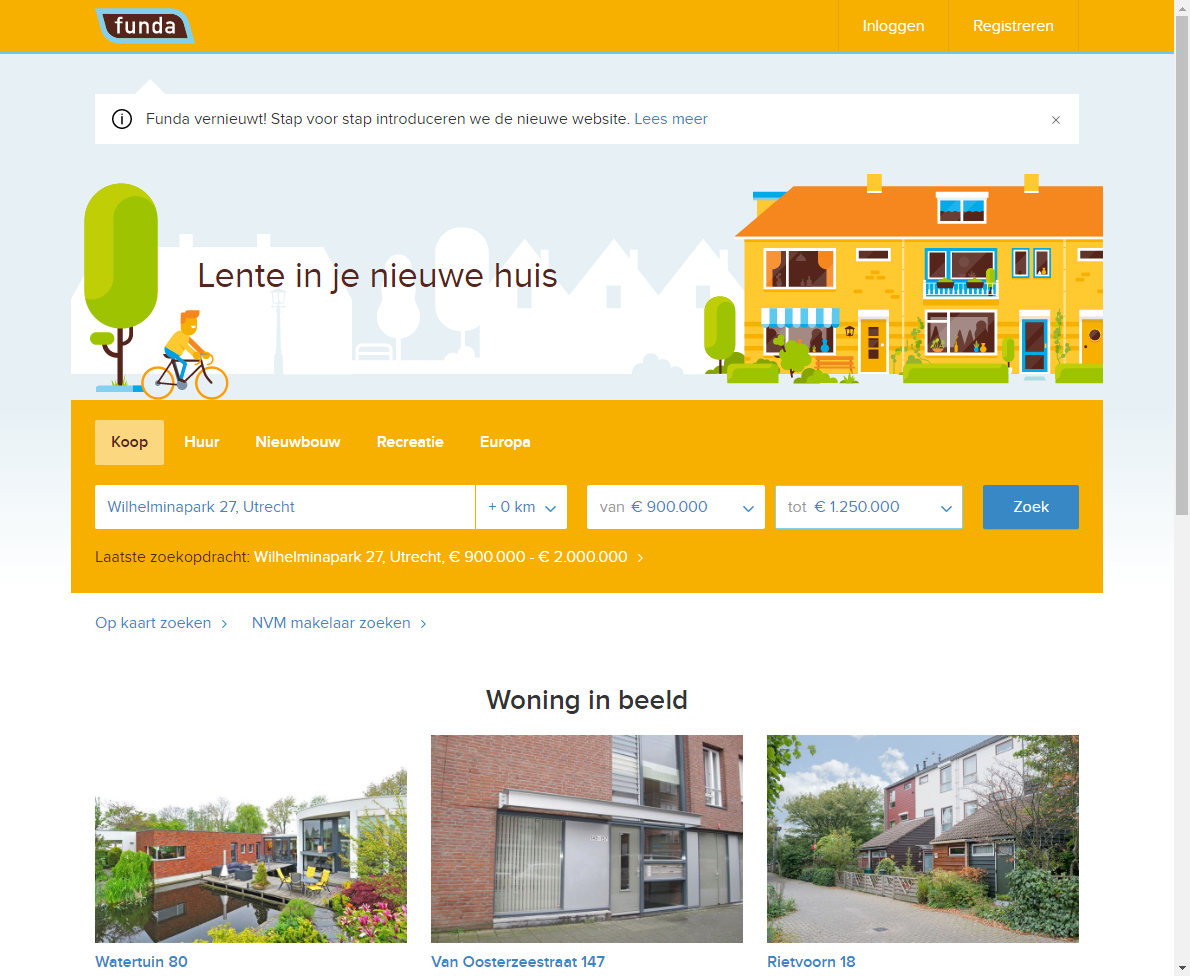 funda
Inloggen
Registreren
Funda vernieuwt! Stap voor stap introduceren we de nieuwe website. Lees meer
Lente in je nieuwe huis
Koop
Huur
Nieuwbouw
Recreatie
Europa
Wilhelminapark 27, Utrecht
+ 0 km
van € 900.000
tot € 1.250.000
Zoek
Laatste zoekopdracht: Wilhelminapark 27, Utrecht, € 900.000 - € 2.000.000
Op kaart zoeken
NVM makelaar zoeken
Woning in beeld
Watertuin 80
Van Oosterzeestraat 147
Rietvoorn 18